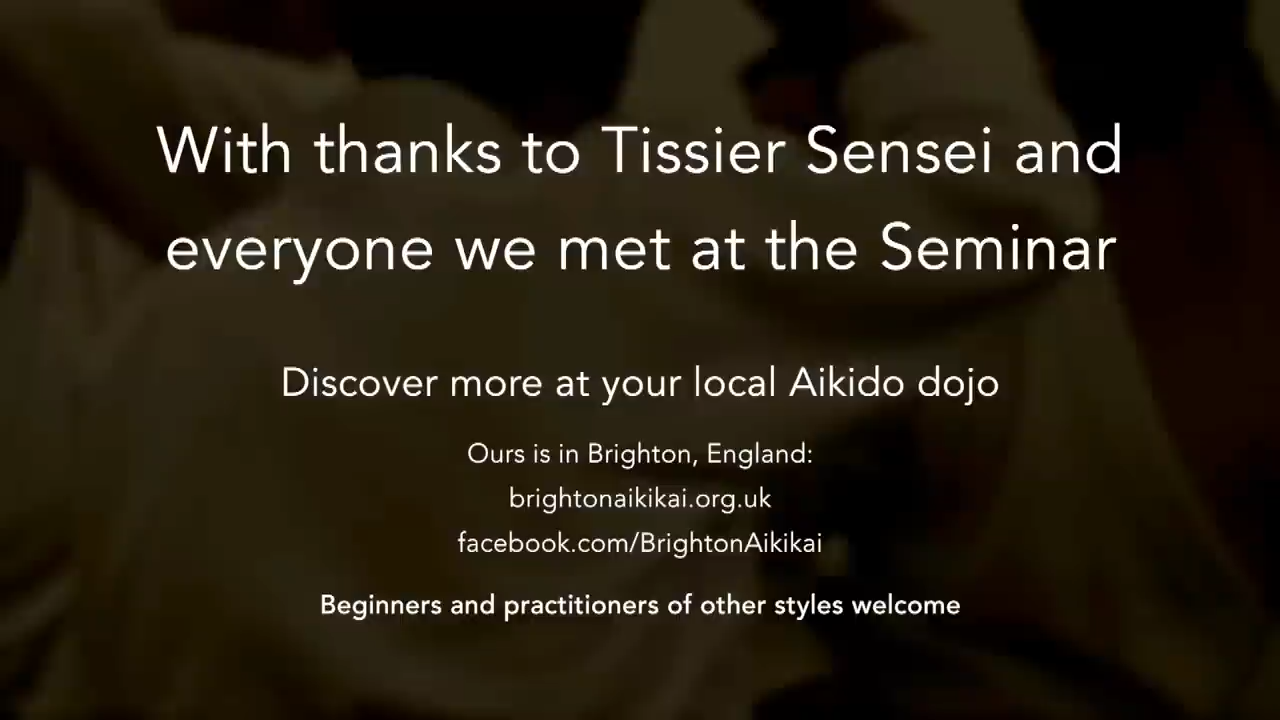 With thanks to Tissier Sensei and
everyone we met at the Seminar
Discover more at your local Aikido dojo
Ours is in Brighton, England:
brightonaikikai.org.uk
facebook.com/BrightonAikikai
Beginners and practitioners of other styles welcome